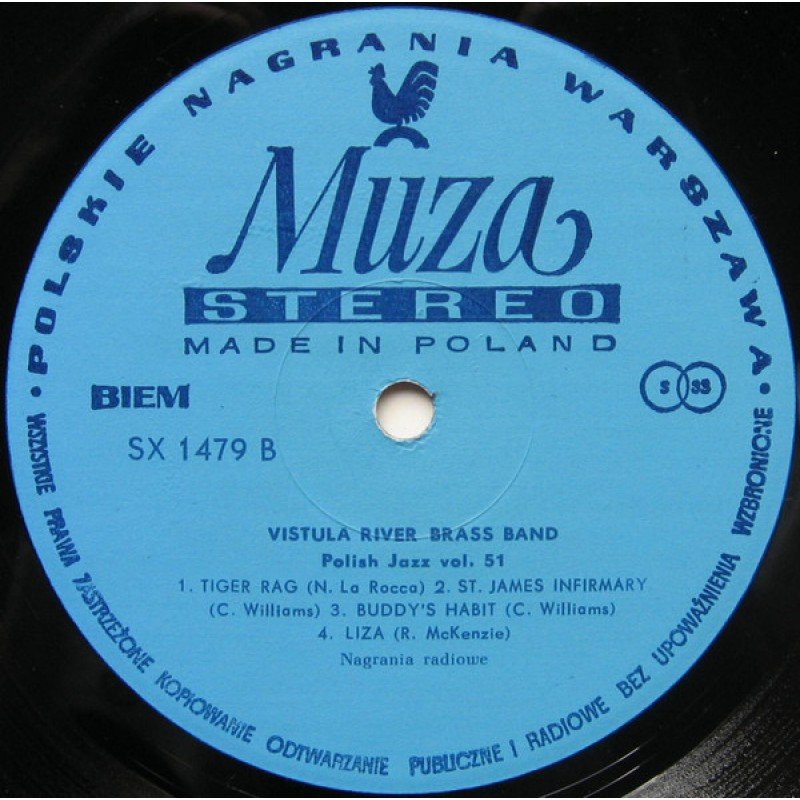 • POLSKIE NAGRANIA WARSZAWA •
Muza
STEREO
MADE IN POLAND
BIEM
S 33
SX 1479 B
VISTULA RIVER BRASS BAND
Polish Jazz vol. 51
1. TIGER RAG (N. La Rocca) 2. ST. JAMES INFIRMARY
(C. Williams) 3. BUDDY'S HABIT (C. Williams)
4. LIZA (R. McKenzie)
Nagrania radiowe
WSZYSTKIE PRAWA ZASTRZEŻONE KOPIOWANIE ODTWARZANIE PUBLICZNE I RADIOWE BEZ UPOWAŻNIENIA WZBRONIONE